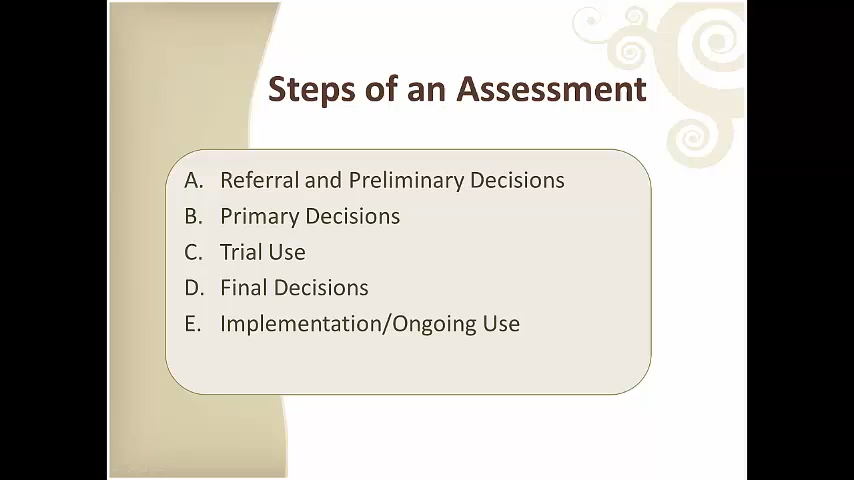 Steps of an Assessment
A. Referral and Preliminary Decisions
B. Primary Decisions
C. Trial Use
D. Final Decisions
E. Implementation/Ongoing Use